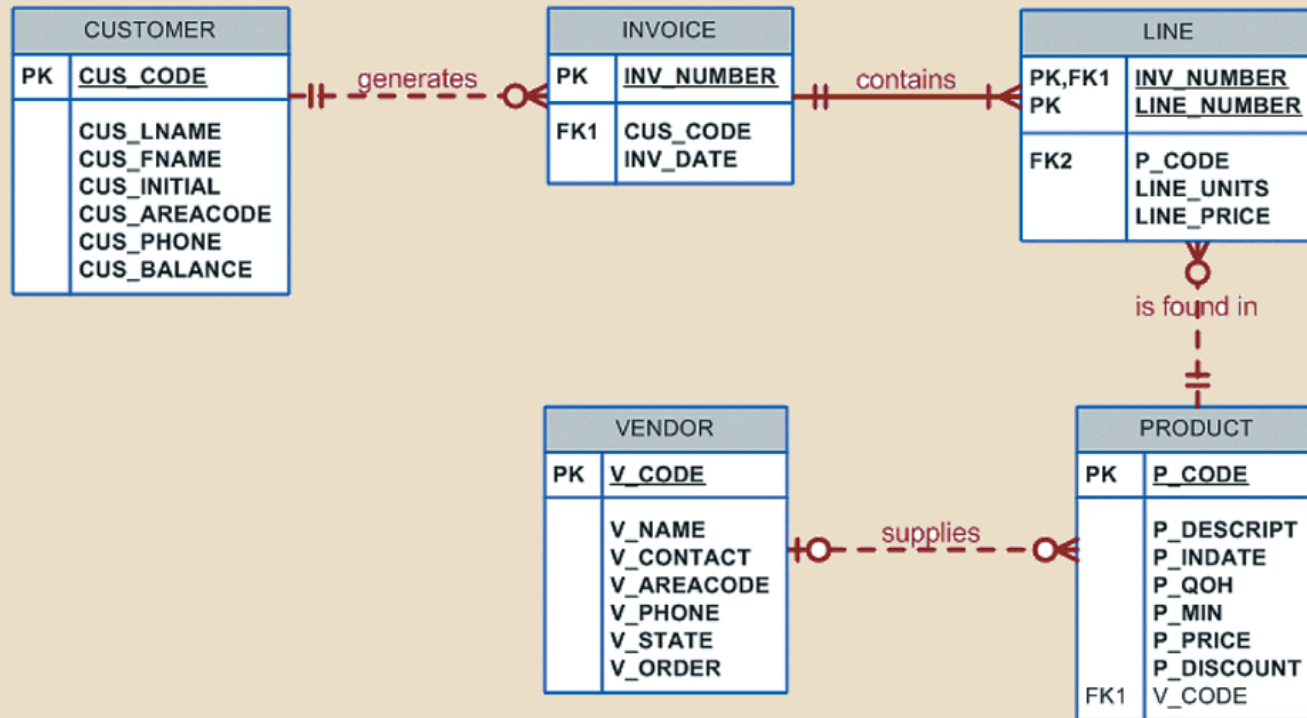 CUSTOMER
PK CUS_CODE
CUS_LNAME
CUS_FNAME
CUS_INITIAL
CUS_AREACODE
CUS_PHONE
CUS_BALANCE
generates
INVOICE
PK INV_NUMBER
FK1 CUS_CODE
INV_DATE
contains
LINE
PK,FK1 INV_NUMBER
PK LINE_NUMBER
FK2 P_CODE
LINE_UNITS
LINE_PRICE
is found in
VENDOR
PK V_CODE
V_NAME
V_CONTACT
V_AREACODE
V_PHONE
V_STATE
V_ORDER
supplies
PRODUCT
PK P_CODE
P_DESCRIPT
P_INDATE
P_QOH
P_MIN
P_PRICE
P_DISCOUNT
FK1 V_CODE